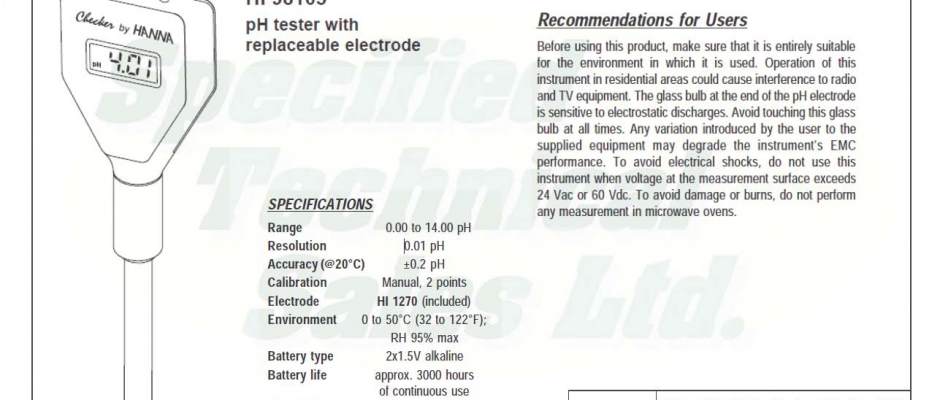 Checker by HANNA
pH 4.01
pH tester with
replaceable electrode
SPECIFICATIONS
Range 0.00 to 14.00 pH
Resolution 0.01 pH
Accuracy (@20°C) ±0.2 pH
Calibration Manual, 2 points
Electrode HI 1270 (included)
Environment 0 to 50°C (32 to 122°F);
RH 95% max
Battery type 2x1.5V alkaline
Battery life approx. 3000 hours
of continuous use
Recommendations for Users
Before using this product, make sure that it is entirely suitable
for the environment in which it is used. Operation of this
instrument in residential areas could cause interference to radio
and TV equipment. The glass bulb at the end of the pH electrode
is sensitive to electrostatic discharges. Avoid touching this glass
bulb at all times. Any variation introduced by the user to the
supplied equipment may degrade the instrument's EMC
performance. To avoid electrical shocks, do not use this
instrument when voltage at the measurement surface exceeds
24 Vac or 60 Vdc. To avoid damage or burns, do not perform
any measurement in microwave ovens.
Specified
Technical
Sales Ltd.